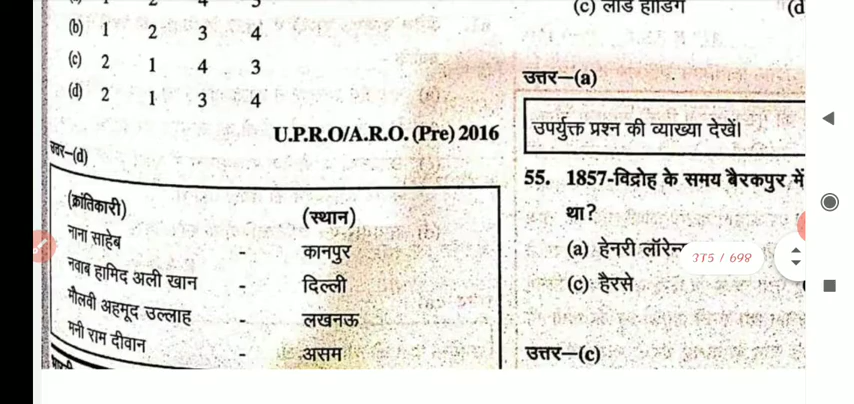 (b) 1 2 3 4
(c) 2 1 4 3
(d) 2 1 3 4
U.P.R.O/A.R.O. (Pre) 2016
उत्तर–(d)
(क्रांतिकारी) (स्थान)
नाना साहेब - कानपुर
नवाब हामिद अली खान - दिल्ली
मौलवी अहमूद उल्लाह - लखनऊ
मनी राम दीवान - असम
(c) लॉर्ड हार्डिंग (d
उत्तर–(a)
उपर्युक्त प्रश्न की व्याख्या देखें।
55. 1857-विद्रोह के समय बैरकपुर में
था?
(a) हेनरी
(c) हैरसे
उत्तर–(c)
375 / 698